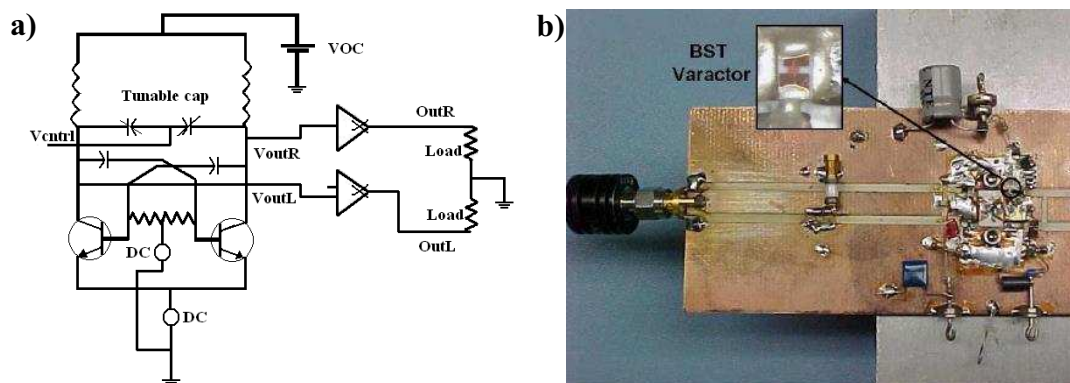 a)
VOC
Tunable cap
OutR
Vcntrl
VoutR
Load
VoutL
Load
DC
OutL
DC
b)
BST
Varactor